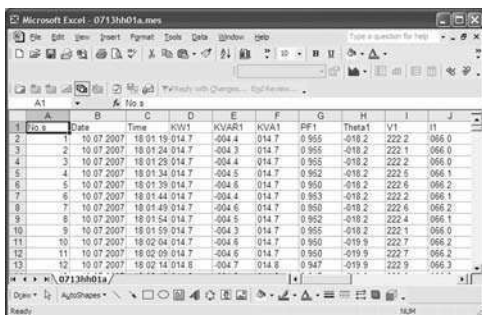 Microsoft Excel - 0713hh01a.mes
File Edit View Insert Format Tools Data Window Help Type a question for help
10 B U
Reply with Changes... End Review...
A1 fx No.s
A B C D E F G H I J
1 No.s Date Time KW1 KVAR1 KVA1 PF1 Theta1 V1 I1
2 1 10.07.2007 18:01:19 014.7 -004.4 014.7 0.955 -018.2 222.2 066.0
3 2 10.07.2007 18:01:24 014.7 -004.3 014.7 0.955 -018.2 222.1 066.0
4 3 10.07.2007 18:01:29 014.7 -004.4 014.7 0.955 -018.2 222.2 066.0
5 4 10.07.2007 18:01:34 014.7 -004.5 014.7 0.952 -018.2 222.5 066.1
6 5 10.07.2007 18:01:39 014.7 -004.6 014.7 0.950 -018.2 222.6 066.2
7 6 10.07.2007 18:01:44 014.7 -004.4 014.7 0.953 -018.2 222.2 066.1
8 7 10.07.2007 18:01:49 014.7 -004.6 014.7 0.950 -018.2 222.6 066.2
9 8 10.07.2007 18:01:54 014.7 -004.5 014.7 0.952 -018.2 222.4 066.1
10 9 10.07.2007 18:01:59 014.7 -004.3 014.7 0.955 -018.2 222.1 066.0
11 10 10.07.2007 18:02:04 014.7 -004.6 014.7 0.950 -019.9 222.7 066.2
12 11 10.07.2007 18:02:09 014.7 -004.6 014.7 0.950 -019.9 222.7 066.2
13 12 10.07.2007 18:02:14 014.8 -004.7 014.8 0.947 -019.9 222.9 066.3
0713hh01a
Draw AutoShapes
Ready NUM